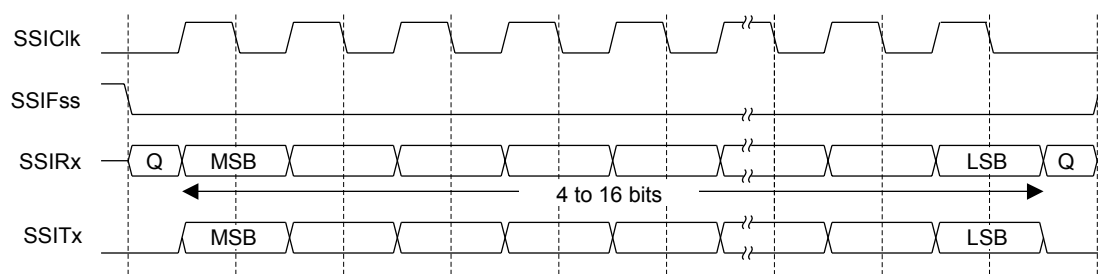 SSIClk
SSIFss
SSIRx Q MSB LSB Q
4 to 16 bits
SSITx MSB LSB